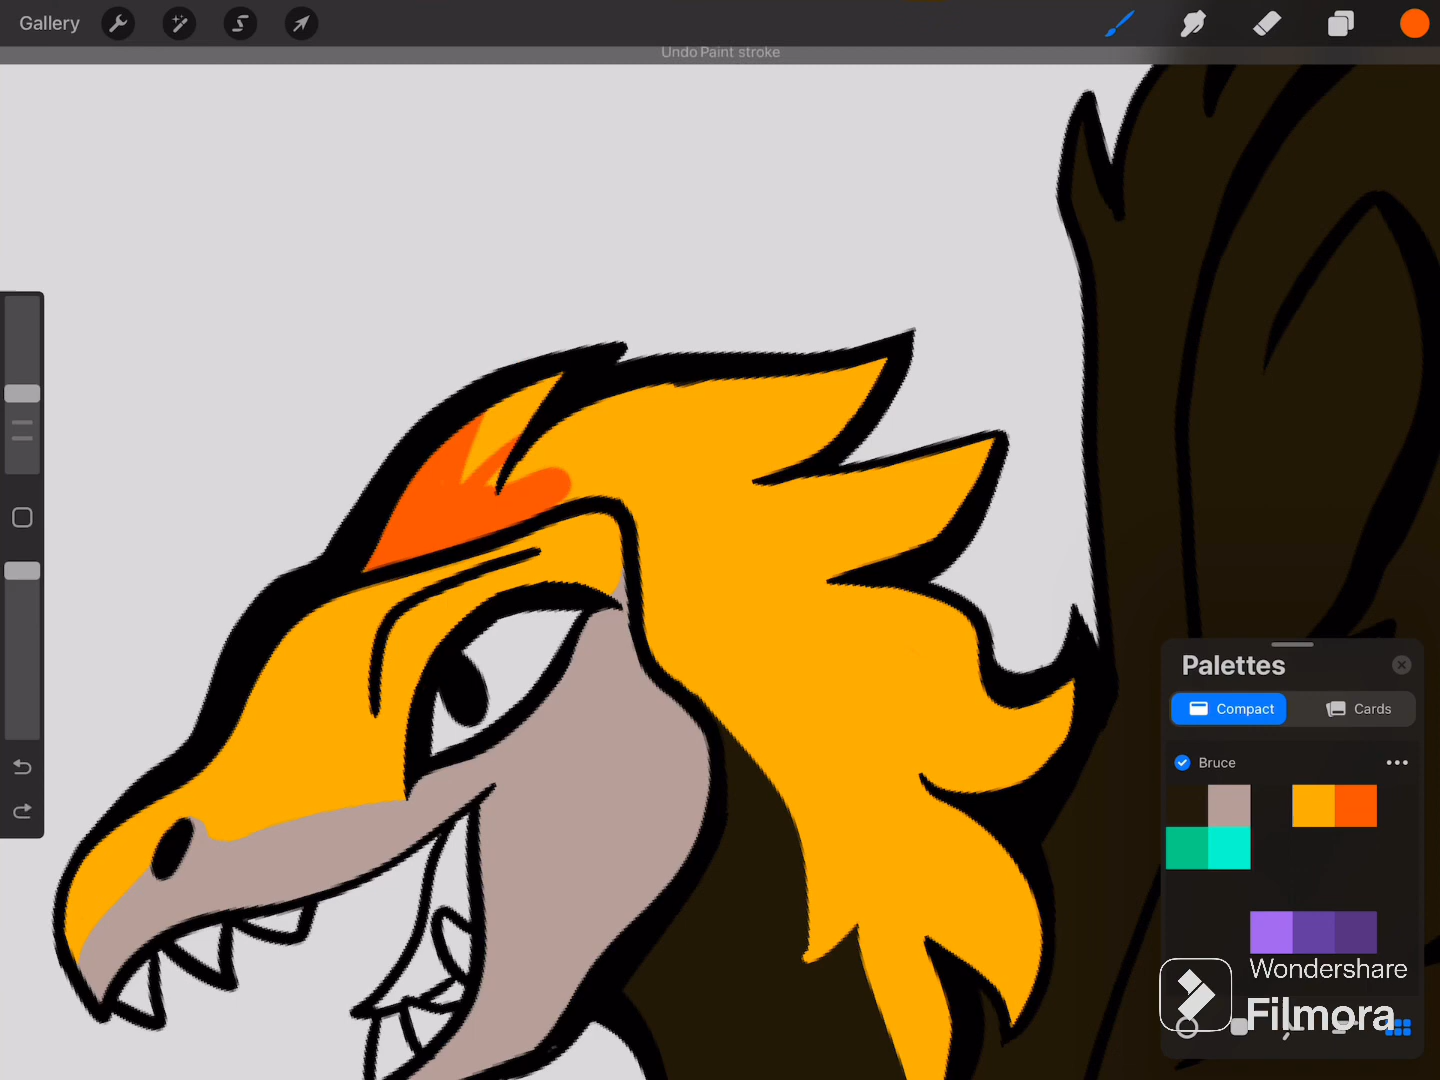 Gallery
Undo Paint stroke
Palettes
Compact
Cards
Bruce
Wondershare
Filmora